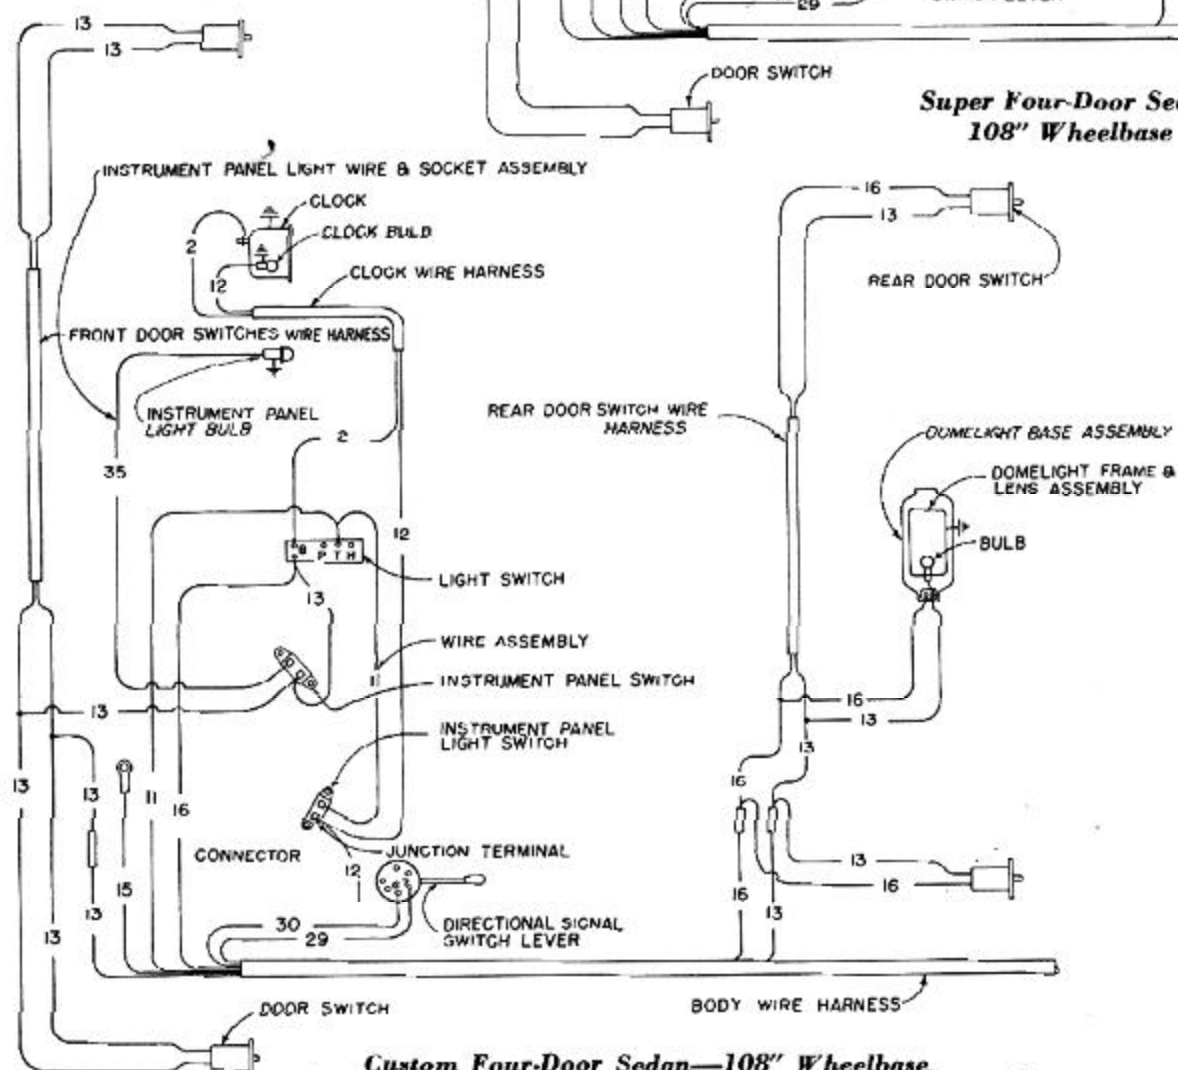 13
13
29
DOOR SWITCH
Super Four-Door
108" Wheelbase
INSTRUMENT PANEL LIGHT WIRE & SOCKET ASSEMBLY
CLOCK
CLOCK BULB
2
12
CLOCK WIRE HARNESS
16
13
REAR DOOR SWITCH
FRONT DOOR SWITCHES WIRE HARNESS
INSTRUMENT PANEL
LIGHT BULB
2
35
REAR DOOR SWITCH WIRE
HARNESS
DOMELIGHT BASE ASSEMBLY
DOMELIGHT FRAME &
LENS ASSEMBLY
BULB
12
B P T H
LIGHT SWITCH
13
WIRE ASSEMBLY
11
INSTRUMENT PANEL SWITCH
13
INSTRUMENT PANEL
LIGHT SWITCH
16
13
13
16
13
13
11
16
CONNECTOR
JUNCTION TERMINAL
12
15
13
13
30
29
DIRECTIONAL SIGNAL
SWITCH LEVER
13
16
16
13
BODY WIRE HARNESS
DOOR SWITCH
Custom Four-Door Sedan—108" Wheelbase